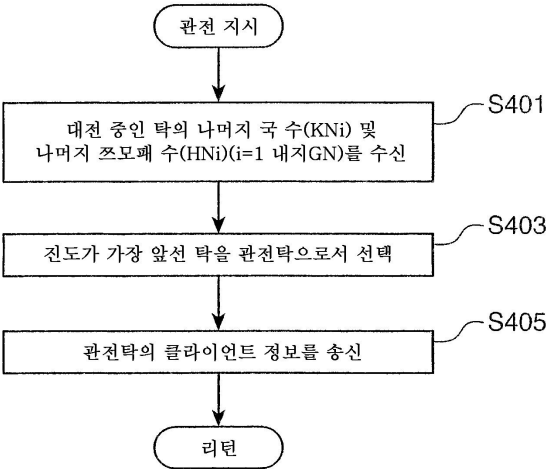 관전 지시
S401
대전 중인 탁의 나머지 국 수(KNi) 및
나머지 쯔모패 수(HNi)(i=1 내지GN)를 수신
S403
진도가 가장 앞선 탁을 관전탁으로서 선택
S405
관전탁의 클라이언트 정보를 송신
리턴